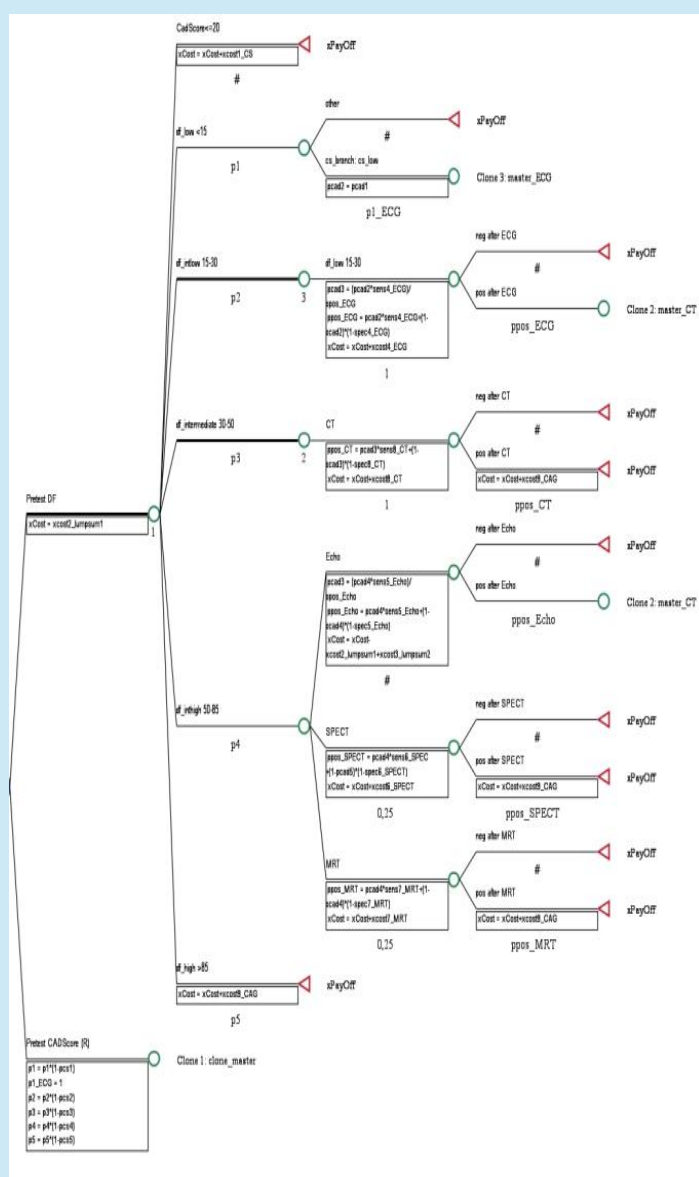 CadScore<=20
xCost = xCost+xcost1_CS
#
xPayOff
df_low <15
p1
other
#
xPayOff
cs_branch: cs_low
pcad2 = pcad1
p1_ECG
Clone 3: master_ECG
df_intlow 15-30
p2
3
df_low 15-30
pcad3 = (pcad2*sens4_ECG)/
ppos_ECG
ppos_ECG = pcad2*sens4_ECG+(1-
pcad2)*(1-spec4_ECG)
xCost = xCost+xcost4_ECG
1
neg after ECG
#
xPayOff
pos after ECG
ppos_ECG
Clone 2: master_CT
df_intermediate 30-50
p3
2
CT
ppos_CT = pcad3*sens8_CT+(1-
pcad3)*(1-spec8_CT)
xCost = xCost+xcost8_CT
1
neg after CT
#
xPayOff
pos after CT
xCost = xCost+xcost9_CAG
ppos_CT
xPayOff
Pretest DF
xCost = xcost2_lumpsum1
1
df_inthigh 50-85
p4
Echo
pcad3 = (pcad4*sens5_Echo)/
ppos_Echo
ppos_Echo = pcad4*sens5_Echo+(1-
pcad4)*(1-spec5_Echo)
xCost = xCost-
xcost2_lumpsum1+xcost3_lumpsum2
#
neg after Echo
#
xPayOff
pos after Echo
ppos_Echo
Clone 2: master_CT
SPECT
ppos_SPECT = pcad4*sens6_SPEC
+(1-pcad5)*(1-spec6_SPECT)
xCost = xCost+xcost6_SPECT
0,25
neg after SPECT
#
xPayOff
pos after SPECT
xCost = xCost+xcost9_CAG
ppos_SPECT
xPayOff
MRT
ppos_MRT = pcad4*sens7_MRT+(1-
pcad4)*(1-spec7_MRT)
xCost = xCost+xcost7_MRT
0,25
neg after MRT
#
xPayOff
pos after MRT
xCost = xCost+xcost9_CAG
ppos_MRT
xPayOff
df_high >85
xCost = xCost+xcost9_CAG
p5
xPayOff
Pretest CADScore (R)
p1 = p1*(1-pcs1)
p1_ECG = 1
p2 = p2*(1-pcs2)
p3 = p3*(1-pcs3)
p4 = p4*(1-pcs4)
p5 = p5*(1-pcs5)
Clone 1: clone_master